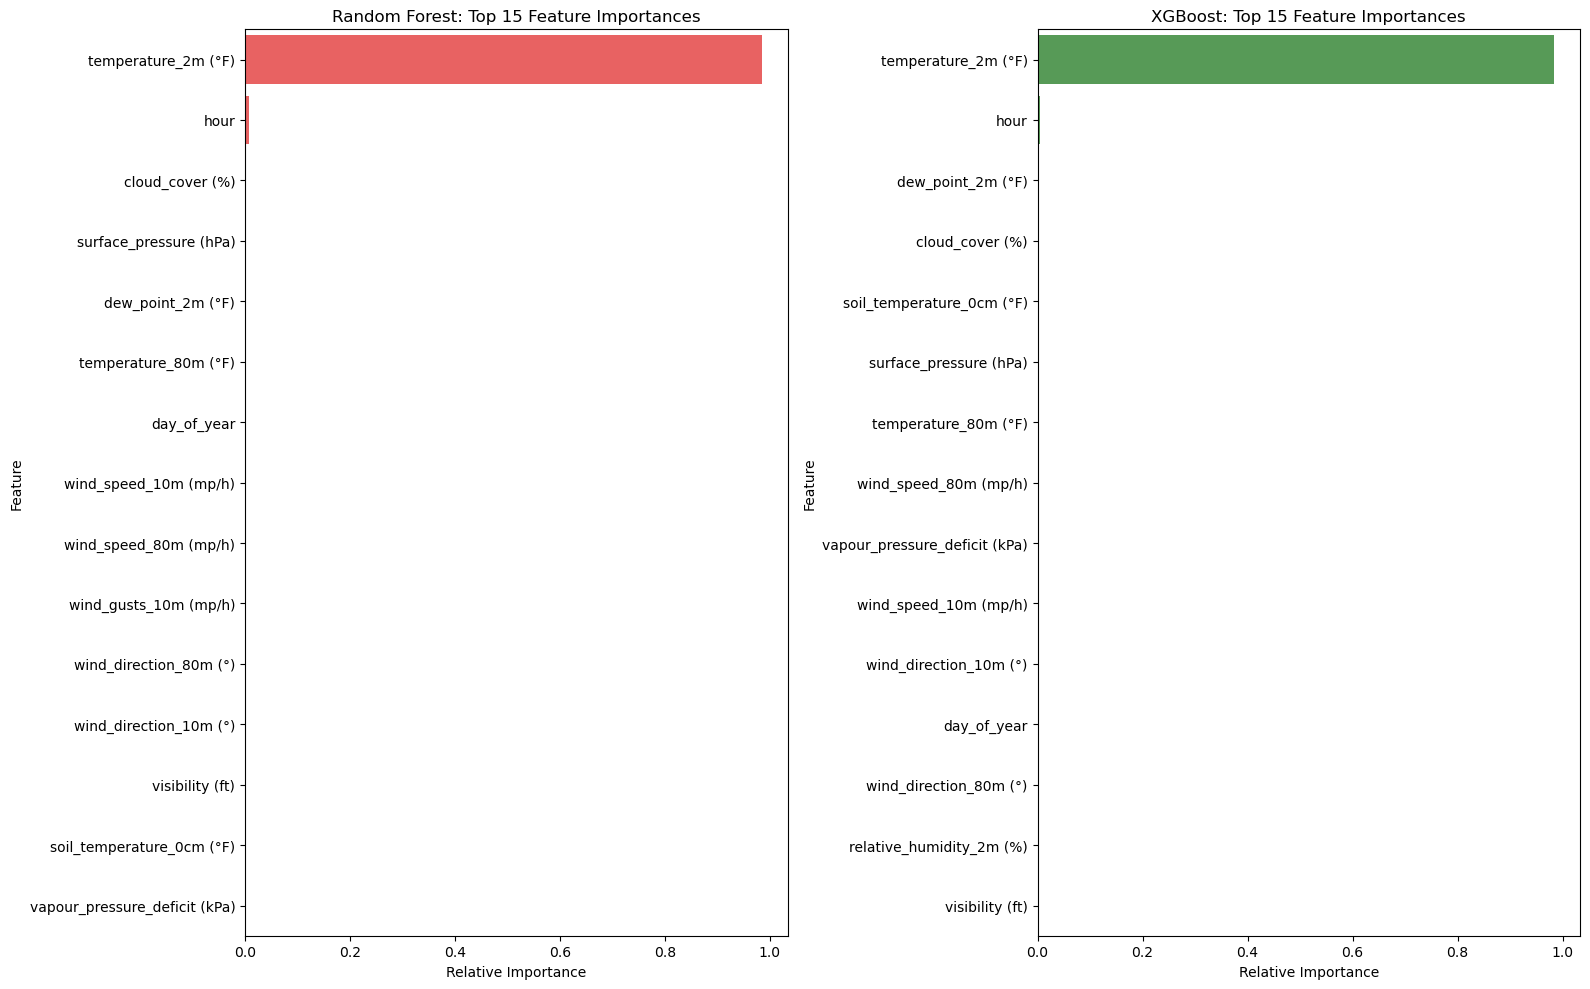 Random Forest: Top 15 Feature Importances
Feature
temperature_2m (°F)
hour
cloud_cover (%)
surface_pressure (hPa)
dew_point_2m (°F)
temperature_80m (°F)
day_of_year
wind_speed_10m (mp/h)
wind_speed_80m (mp/h)
wind_gusts_10m (mp/h)
wind_direction_80m (°)
wind_direction_10m (°)
visibility (ft)
soil_temperature_0cm (°F)
vapour_pressure_deficit (kPa)
0.0 0.2 0.4 0.6 0.8 1.0
Relative Importance
XGBoost: Top 15 Feature Importances
Feature
temperature_2m (°F)
hour
dew_point_2m (°F)
cloud_cover (%)
soil_temperature_0cm (°F)
surface_pressure (hPa)
temperature_80m (°F)
wind_speed_80m (mp/h)
vapour_pressure_deficit (kPa)
wind_speed_10m (mp/h)
wind_direction_10m (°)
day_of_year
wind_direction_80m (°)
relative_humidity_2m (%)
visibility (ft)
0.0 0.2 0.4 0.6 0.8 1.0
Relative Importance